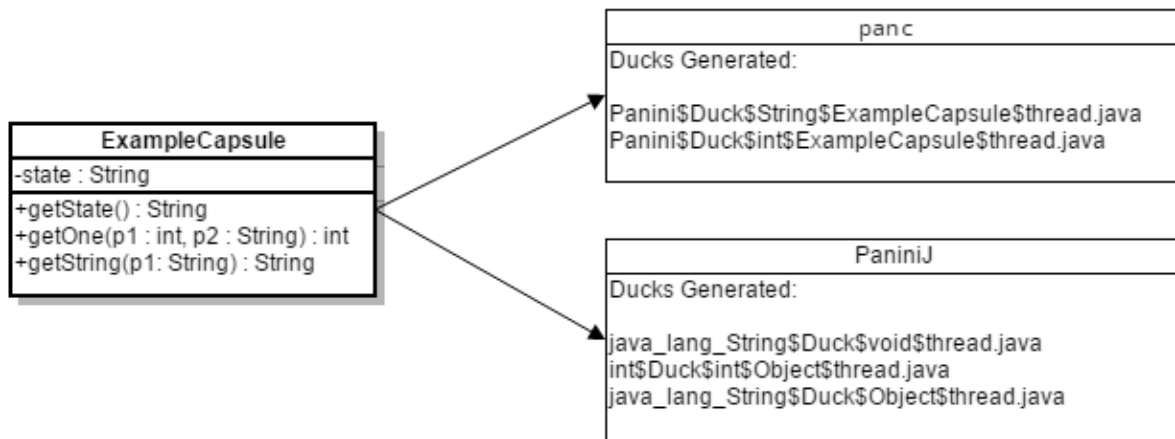 ExampleCapsule
-state : String
+getState() : String
+getOne(p1 : int, p2 : String) : int
+getString(p1: String) : String
panc
Ducks Generated:
Panini$Duck$String$ExampleCapsule$thread.java
Panini$Duck$int$ExampleCapsule$thread.java
PaniniJ
Ducks Generated:
java_lang_String$Duck$void$thread.java
int$Duck$int$Object$thread.java
java_lang_String$Duck$Object$thread.java